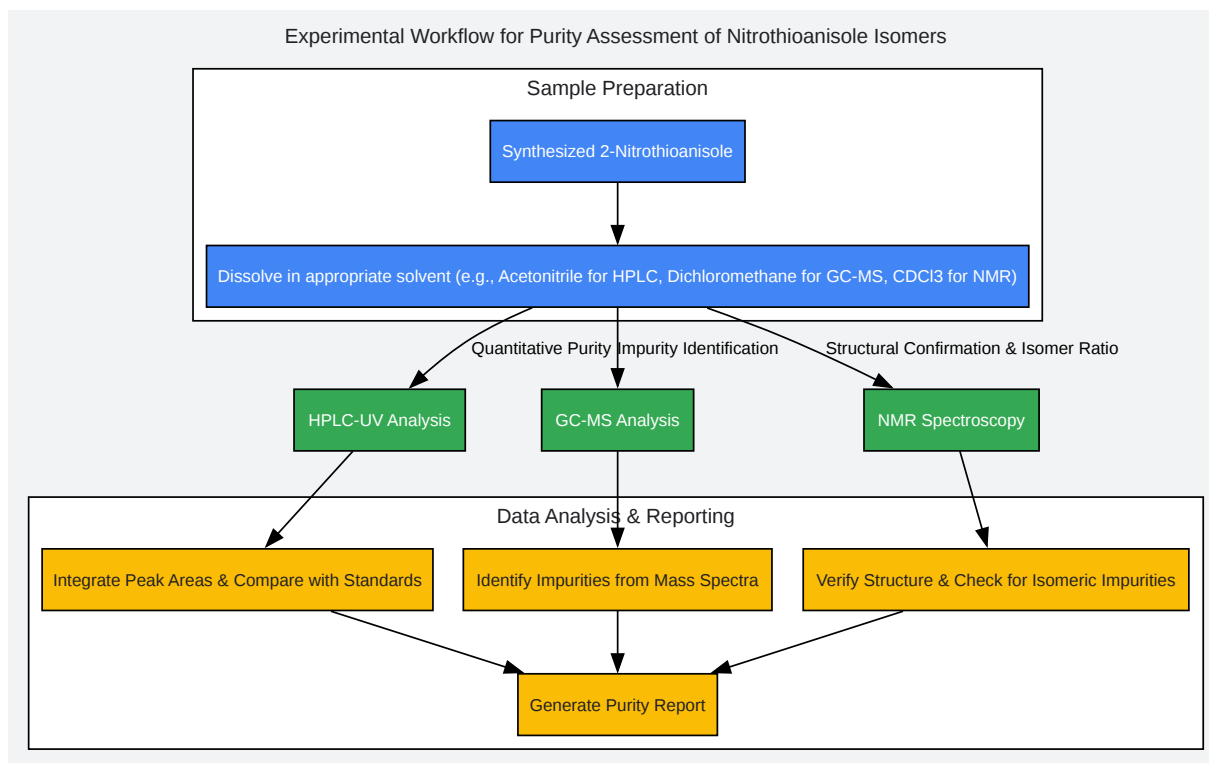 Experimental Workflow for Purity Assessment of Nitrothioanisole Isomers
Sample Preparation
Synthesized 2-Nitrothioanisole
Dissolve in appropriate solvent (e.g., Acetonitrile for HPLC, Dichloromethane for GC-MS, CDCl3 for NMR)
Quantitative Purity
Impurity Identification
Structural Confirmation & Isomer Ratio
HPLC-UV Analysis
GC-MS Analysis
NMR Spectroscopy
Data Analysis & Reporting
Integrate Peak Areas & Compare with Standards
Identify Impurities from Mass Spectra
Verify Structure & Check for Isomeric Impurities
Generate Purity Report